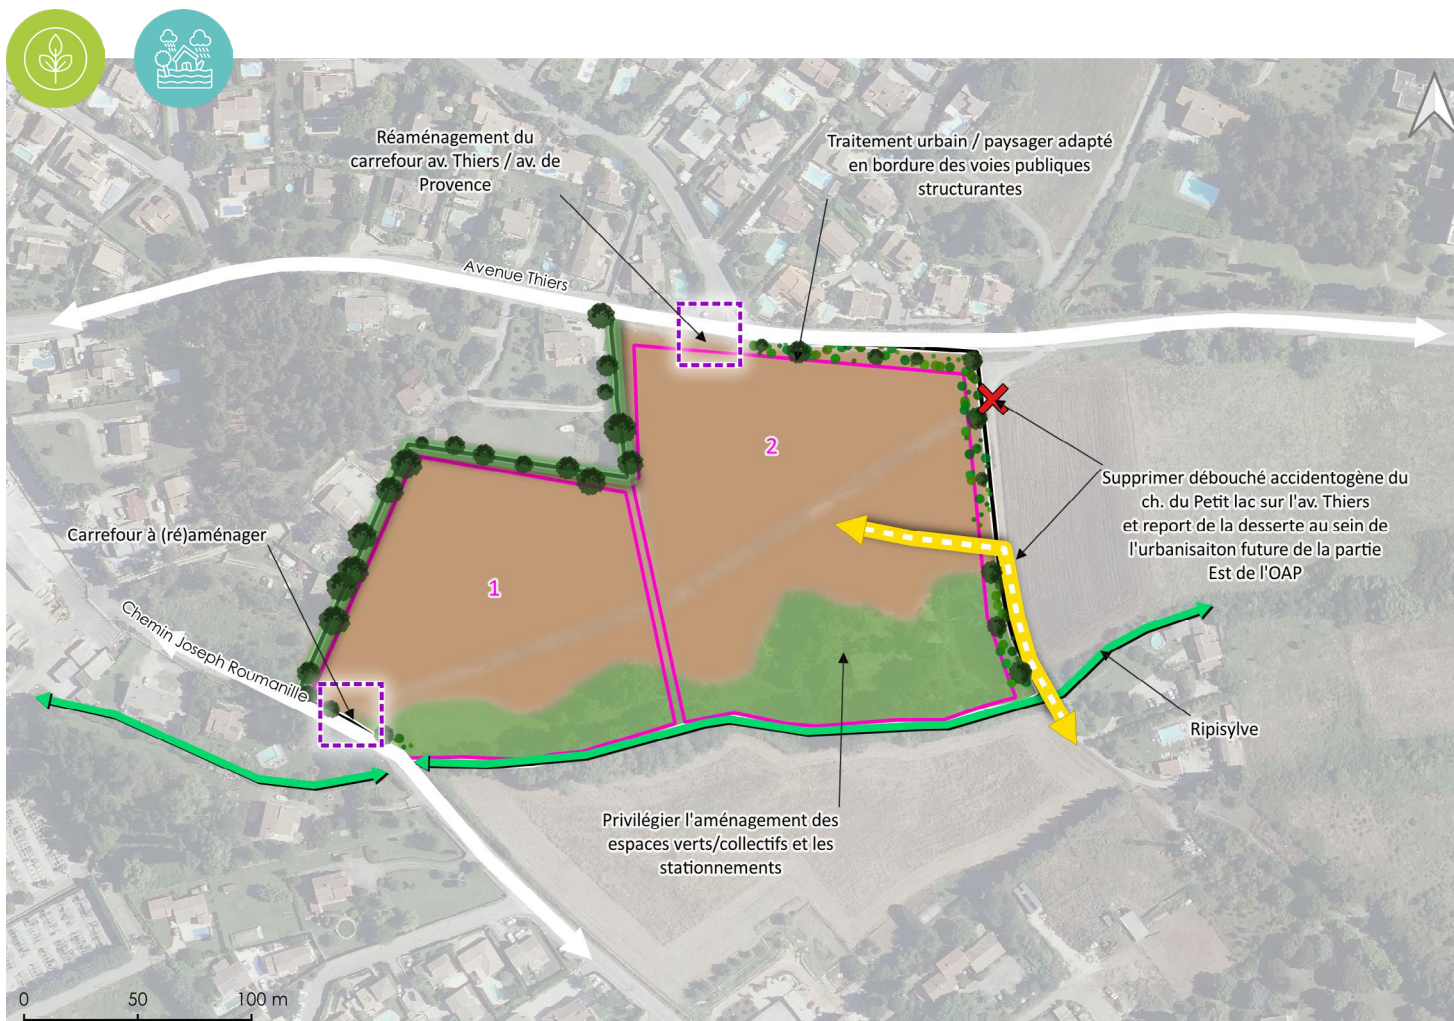 Réaménagement du
carrefour av. Thiers / av. de
Provence
Traitement urbain / paysager adapté
en bordure des voies publiques
structurantes
Avenue Thiers
2
Supprimer débouché accidentogène du
ch. du Petit lac sur l'av. Thiers
et report de la desserte au sein de
l'urbanisaiton future de la partie
Est de l'OAP
Carrefour à (ré)aménager
1
Chemin Joseph Roumanille
Ripisylve
Privilégier l'aménagement des
espaces verts/collectifs et les
stationnements
0 50 100 m